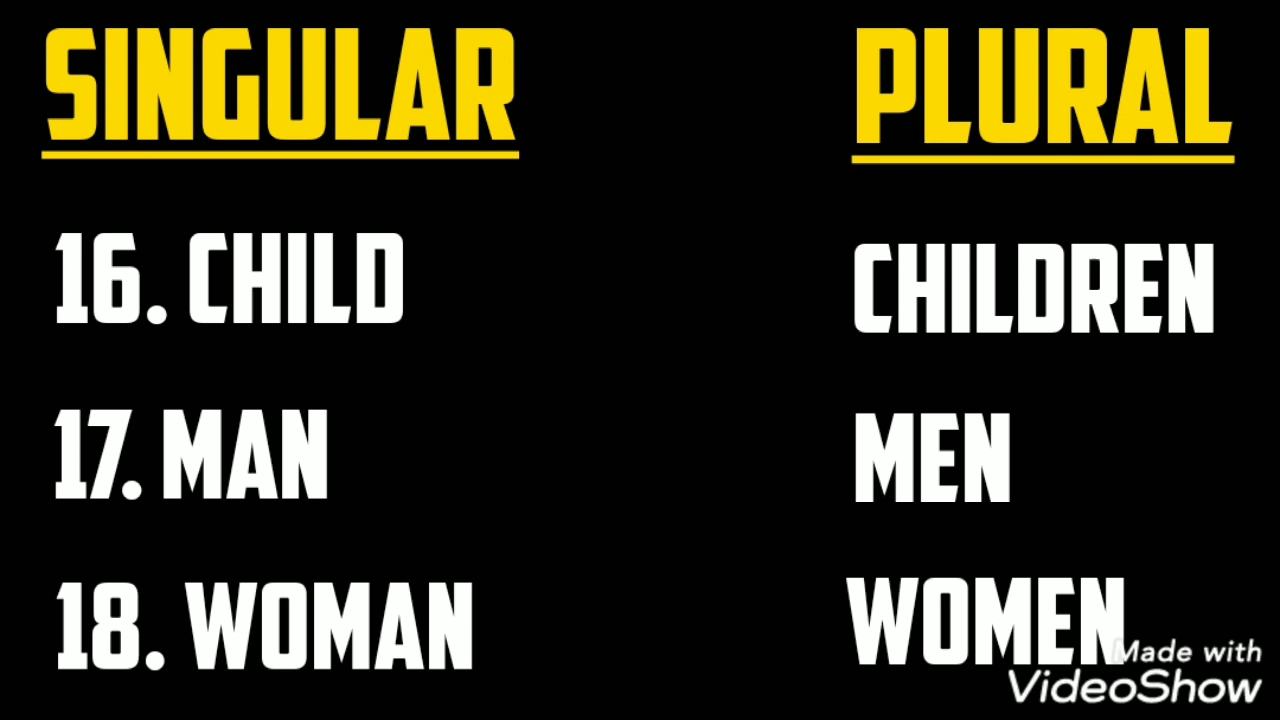 SINGULAR PLURAL
16. CHILD CHILDREN
17. MAN MEN
18. WOMAN WOMEN
Made with
VideoShow